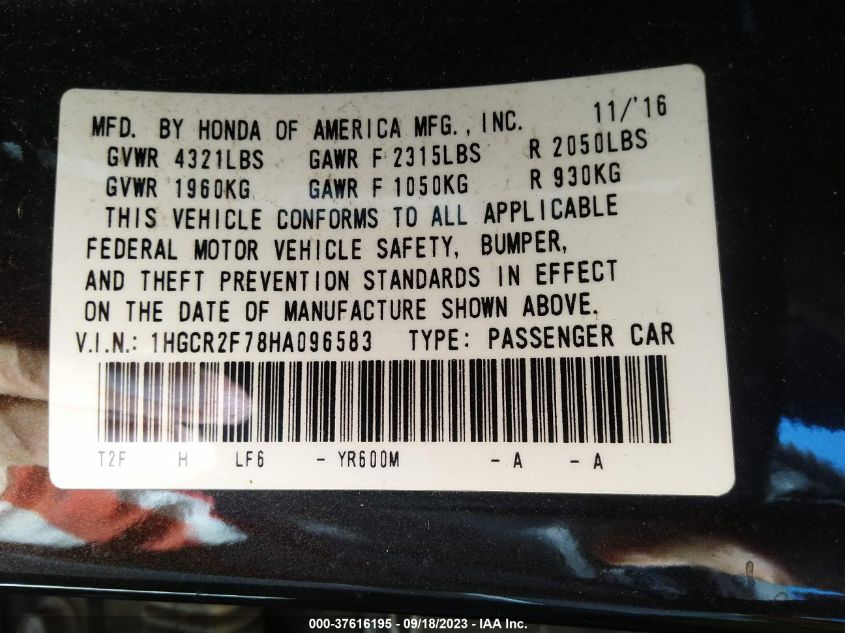 MFD. BY HONDA OF AMERICA MFG., INC. 11/'16
GVWR 4321LBS GAWR F 2315LBS R 2050LBS
GVWR 1960KG GAWR F 1050KG R 930KG
THIS VEHICLE CONFORMS TO ALL APPLICABLE
FEDERAL MOTOR VEHICLE SAFETY, BUMPER,
AND THEFT PREVENTION STANDARDS IN EFFECT
ON THE DATE OF MANUFACTURE SHOWN ABOVE.
V.I.N.: 1HGCR2F78HA096583 TYPE: PASSENGER CAR
T2F H LF6 - YR600M - A - A
000-37616195 - 09/18/2023 - IAA Inc.